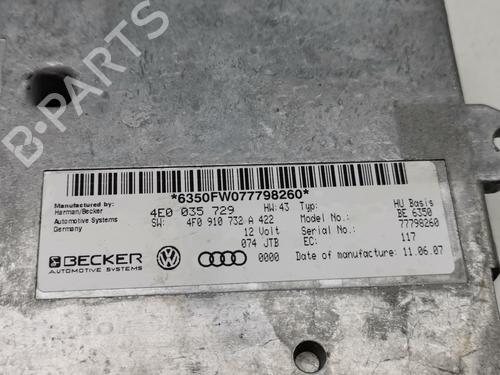 *6350FW077798260*
Manufactured by:
Harman/Becker
Automotive Systems
Germany
4E0 035 729 HW: 43 Typ: HU Basis
SW: 4F0 910 732 A 422 Model No.: BE 6350
12 Volt Serial No.: 77798260
074 JTB EC: 117
0000 Date of manufacture: 11.06.07
BECKER
AUTOMOTIVE SYSTEMS
B-PARTS